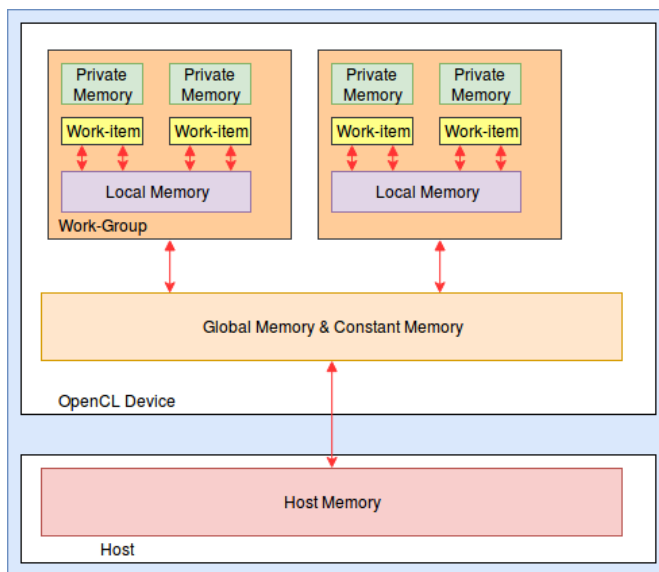 Private
Memory
Private
Memory
Work-item
Work-item
Local Memory
Work-Group
Private
Memory
Private
Memory
Work-item
Work-item
Local Memory
Global Memory & Constant Memory
OpenCL Device
Host Memory
Host